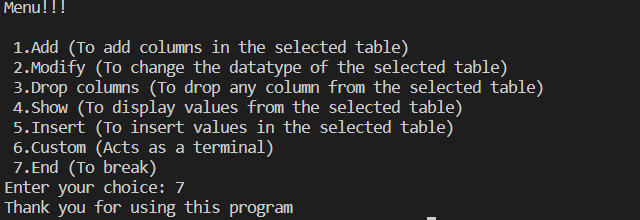 Menu!!!
1.Add (To add columns in the selected table)
2.Modify (To change the datatype of the selected table)
3.Drop columns (To drop any column from the selected table)
4.Show (To display values from the selected table)
5.Insert (To insert values in the selected table)
6.Custom (Acts as a terminal)
7.End (To break)
Enter your choice: 7
Thank you for using this program